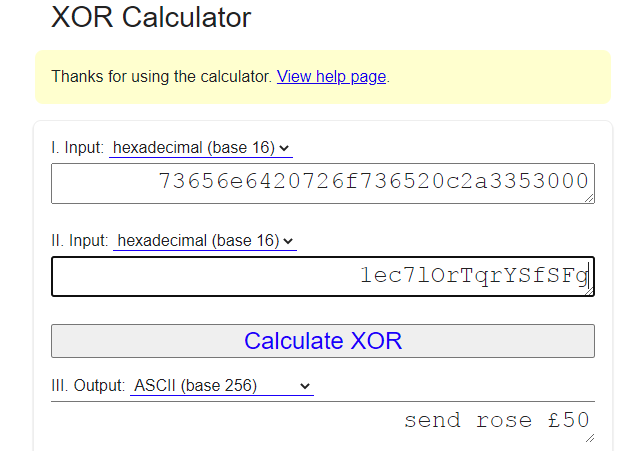 XOR Calculator
Thanks for using the calculator. View help page.
I. Input: hexadecimal (base 16)
73656e6420726f736520c2a3353000
II. Input: hexadecimal (base 16)
1ec7lOrTqrYSfSFg
Calculate XOR
III. Output: ASCII (base 256)
send rose £50